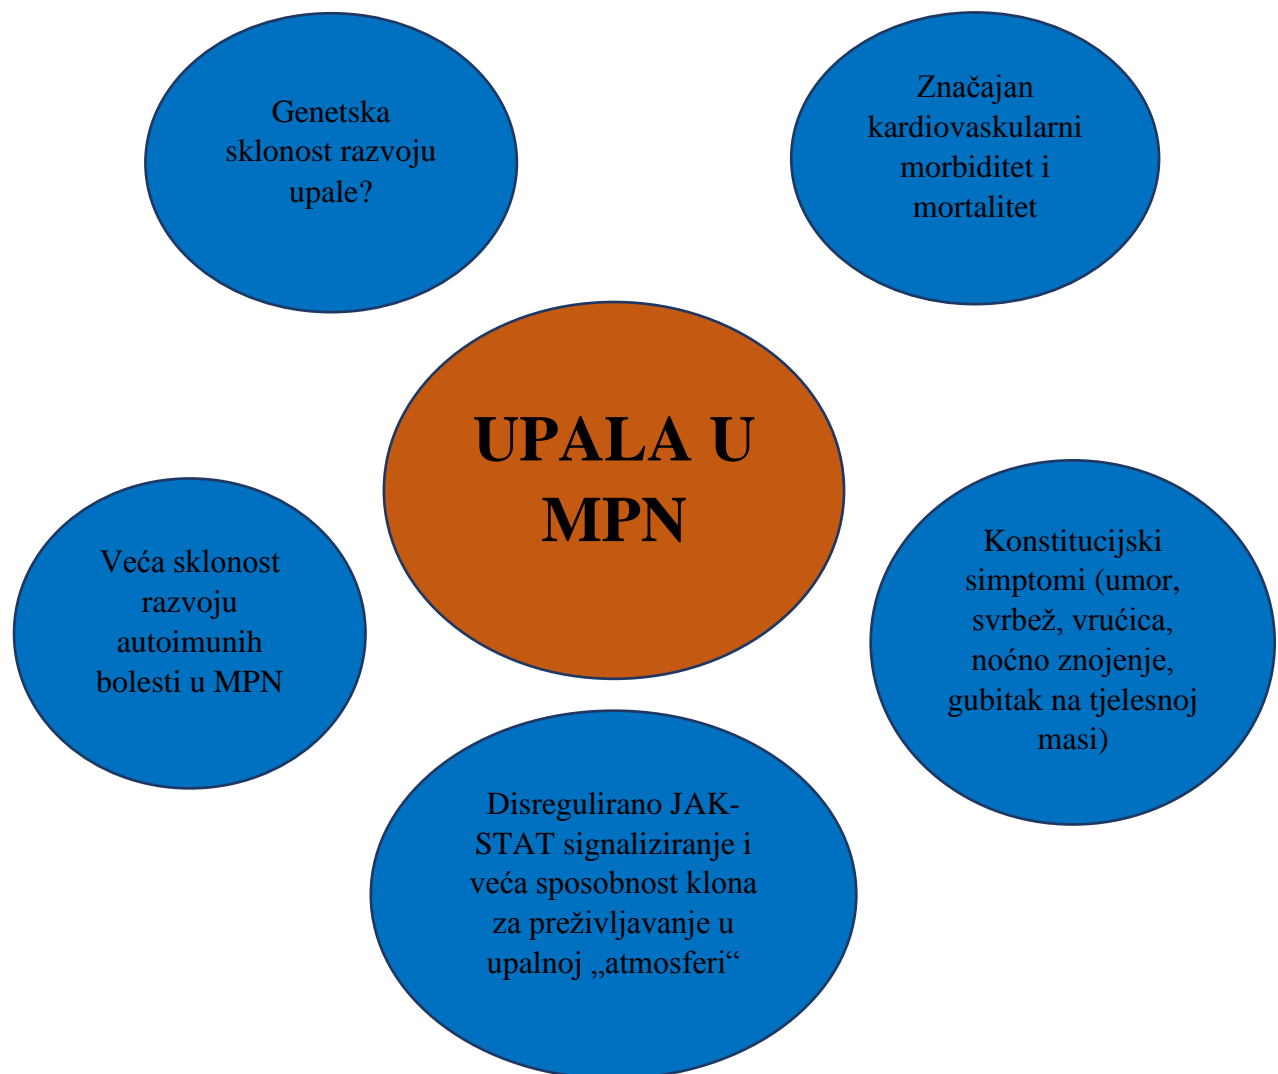 Genetska
sklonost razvoju
upale?
Značajan
kardiovaskularni
morbiditet i
mortalitet
UPALA U
MPN
Veća sklonost
razvoju
autoimunih
bolesti u MPN
Konstitucijski
simptomi (umor,
svrbež, vrućica,
noćno znojenje,
gubitak na tjelesnoj
masi)
Disregulirano JAK-
STAT signaliziranje i
veća sposobnost klona
za preživljavanje u
upalnoj „atmosferi“